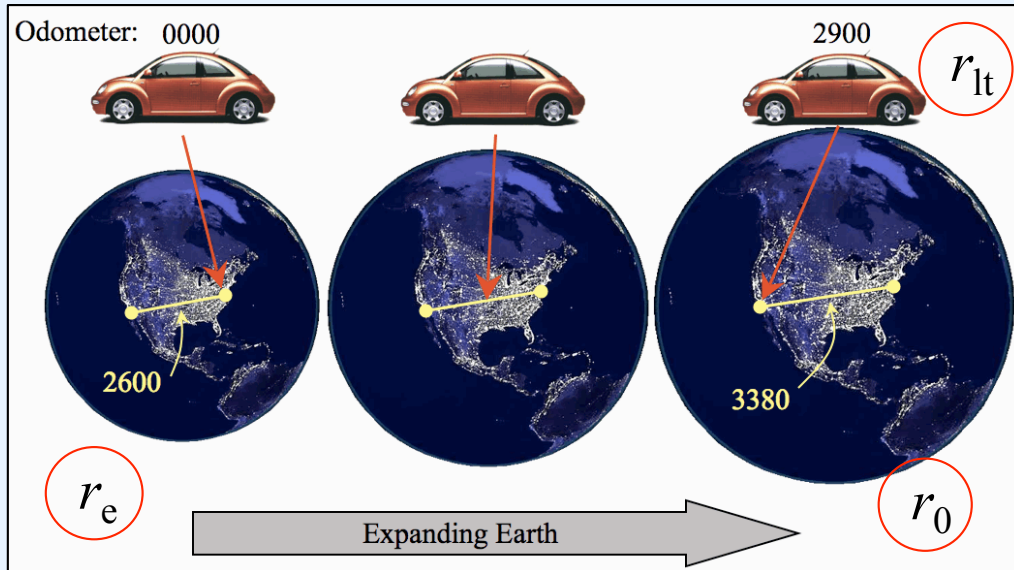 Odometer: 0000
2900
r_lt
2600
3380
r_e
r_0
Expanding Earth